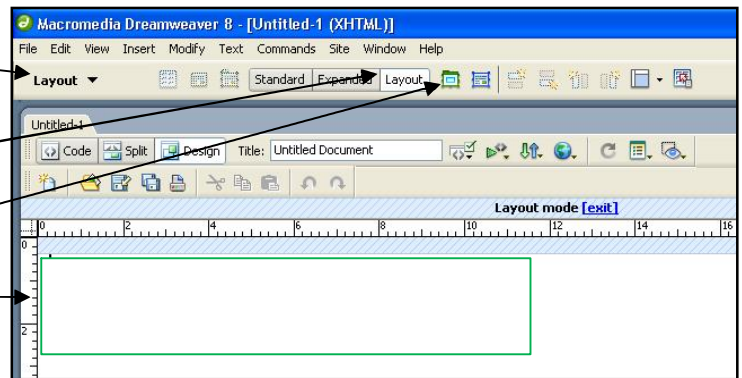 Macromedia Dreamweaver 8 - [Untitled-1 (XHTML)]
File Edit View Insert Modify Text Commands Site Window Help
Layout Standard Expanded Layout
Untitled-1
Code Split Design Title: Untitled Document
Layout mode [exit]
0 2 4 6 8 10 12 14 16
0
2